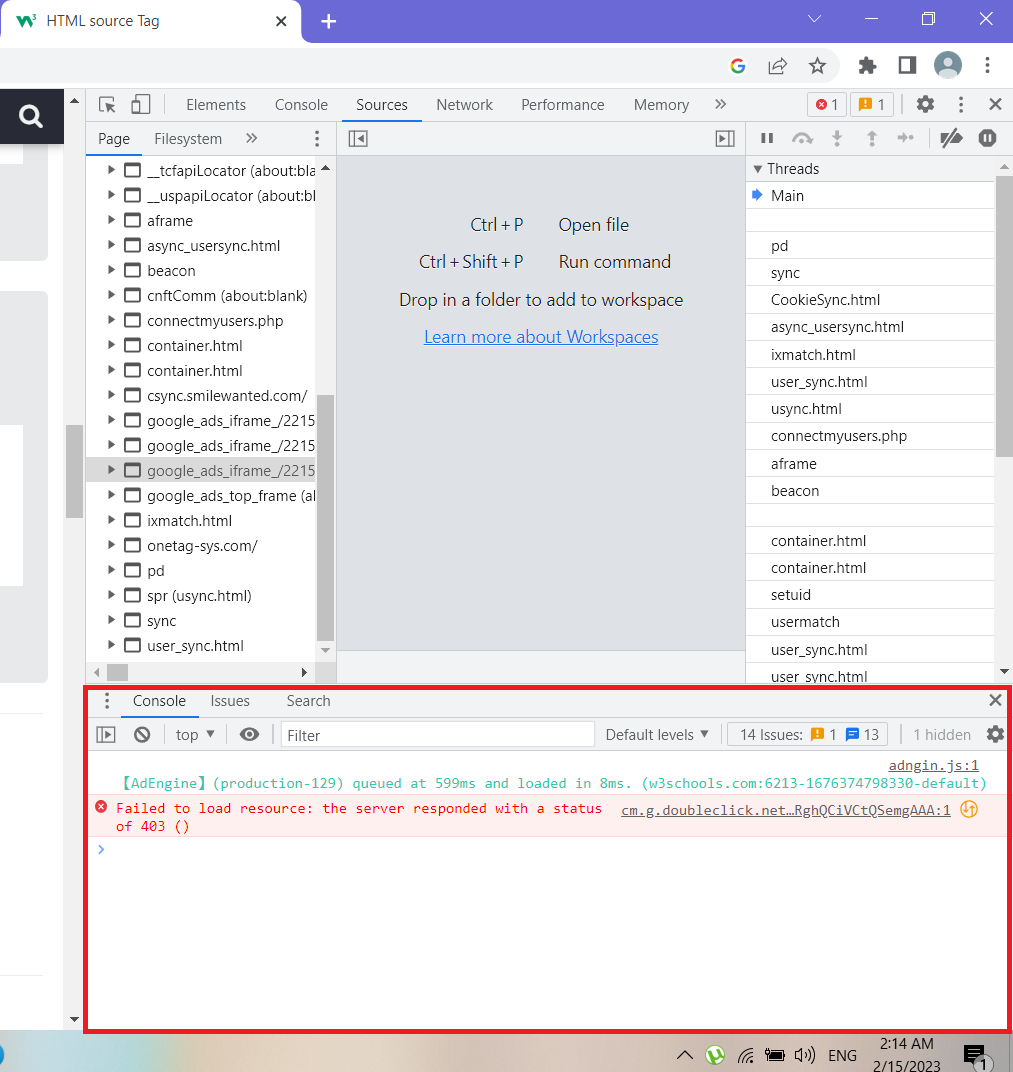 HTML source Tag
Elements Console Sources Network Performance Memory 1 1
Page Filesystem
__tcfapiLocator (about:bla
__uspapiLocator (about:bl
aframe
async_usersync.html
beacon
cnftComm (about:blank)
connectmyusers.php
container.html
container.html
csync.smilewanted.com/
google_ads_iframe_/2215
google_ads_iframe_/2215
google_ads_iframe_/2215
google_ads_top_frame (al
ixmatch.html
onetag-sys.com/
pd
spr (usync.html)
sync
user_sync.html
Ctrl + P Open file
Ctrl + Shift + P Run command
Drop in a folder to add to workspace
Learn more about Workspaces
Threads
Main
pd
sync
CookieSync.html
async_usersync.html
ixmatch.html
user_sync.html
usync.html
connectmyusers.php
aframe
beacon
container.html
container.html
setuid
usermatch
user_sync.html
user_sync.html
Console Issues Search
top Filter Default levels 14 Issues: 1 13 1 hidden
adngin.js:1
【AdEngine】(production-129) queued at 599ms and loaded in 8ms. (w3schools.com:6213-1676374798330-default)
Failed to load resource: the server responded with a status cm.g.doubleclick.net…RghQCiVCtQSemgAAA:1
of 403 ()
ENG
2:14 AM
2/15/2023
1